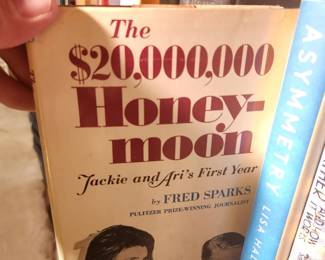 The
$20,000,000
Honey-
moon
Jackie and Ari's First Year
by FRED SPARKS
PULITZER PRIZE-WINNING JOURNALIST
ASYMMETRY LISA HAL